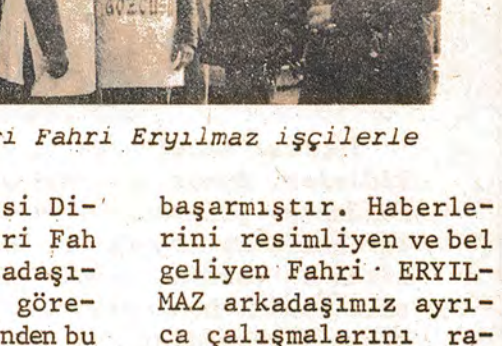 GÖZCÜ
i Fahri Eryılmaz işçilerle
si Di-
ri Fah
adaşı-
göre-
nden bu
başarmıştır. Haberle-
rini resimliyen ve bel
geliyen Fahri ERYIL-
MAZ arkadaşımız ayrı-
ca çalışmalarını ra-